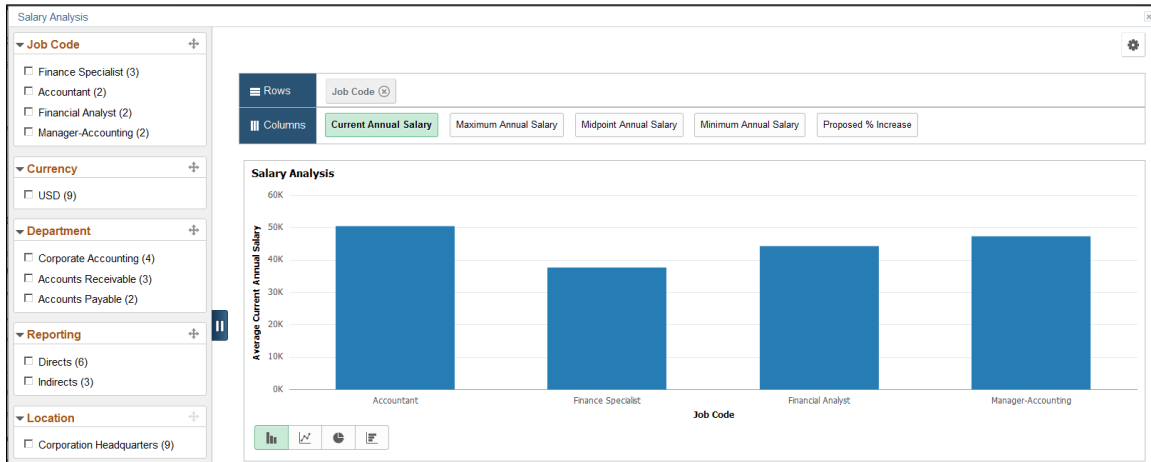 Salary Analysis
Job Code
Finance Specialist (3)
Accountant (2)
Financial Analyst (2)
Manager-Accounting (2)
Currency
USD (9)
Department
Corporate Accounting (4)
Accounts Receivable (3)
Accounts Payable (2)
Reporting
Directs (6)
Indirects (3)
Location
Corporation Headquarters (9)
Rows
Job Code
Columns
Current Annual Salary
Maximum Annual Salary
Midpoint Annual Salary
Minimum Annual Salary
Proposed % Increase
Salary Analysis
Average Current Annual Salary
60K
50K
40K
30K
20K
10K
0K
Accountant
Finance Specialist
Financial Analyst
Manager-Accounting
Job Code